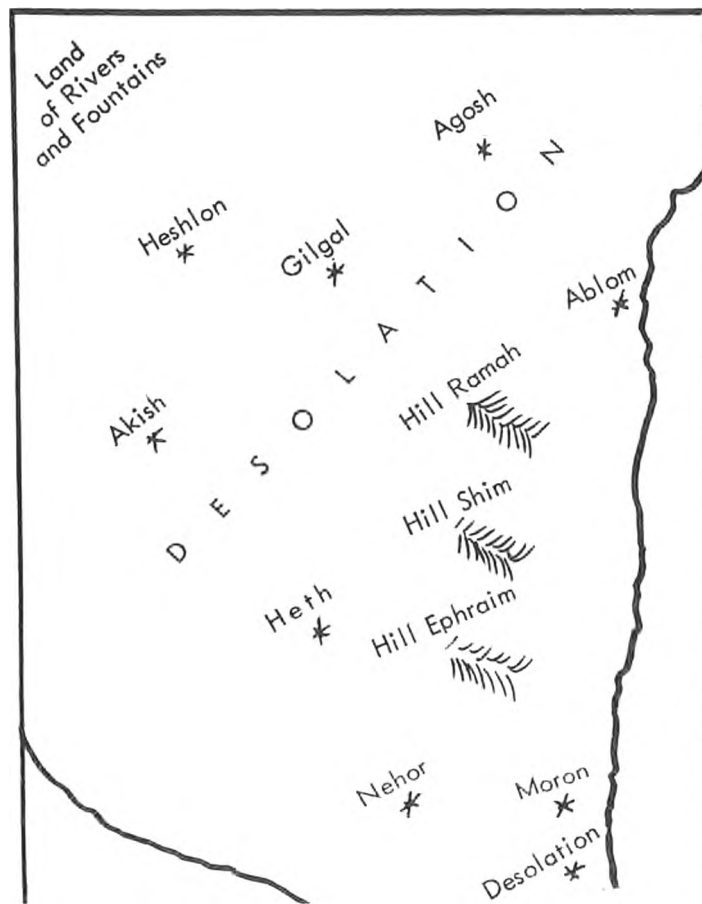 Land
of Rivers
and Fountains
Agosh
Heshlon
Gilgal
Ablom
DESOLATION
Hill Ramah
Akish
Hill Shim
Heth
Hill Ephraim
Nehor
Moron
Desolation